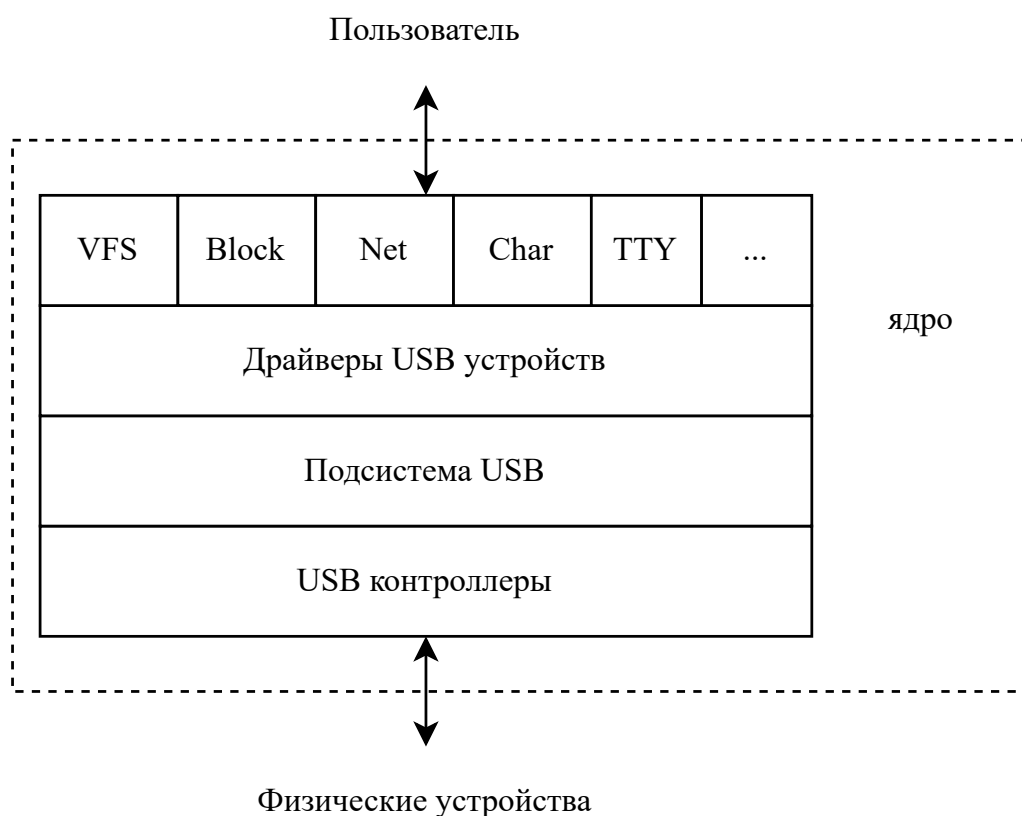 Пользователь
VFS Block Net Char TTY ...
ядро
Драйверы USB устройств
Подсистема USB
USB контроллеры
Физические устройства